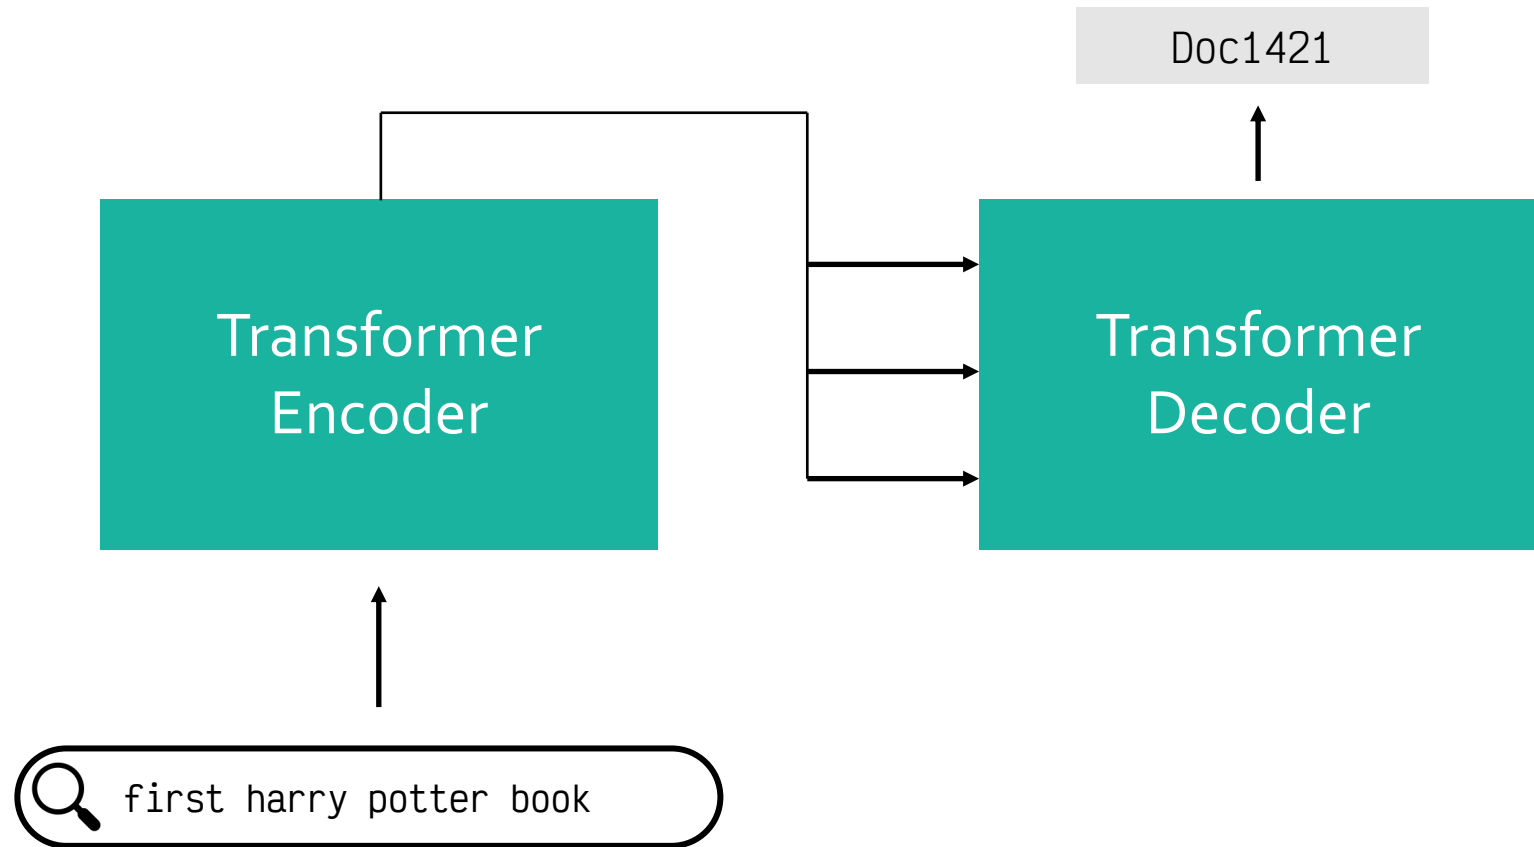 Doc1421
Transformer
Encoder
Transformer
Decoder
first harry potter book